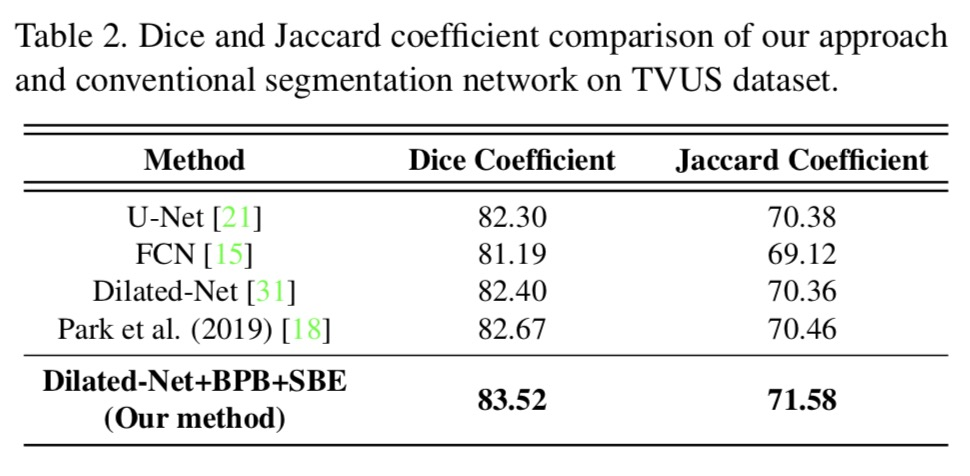 Table 2. Dice and Jaccard coefficient comparison of our approach
and conventional segmentation network on TVUS dataset.
Method Dice Coefficient Jaccard Coefficient
U-Net [21] 82.30 70.38
FCN [15] 81.19 69.12
Dilated-Net [31] 82.40 70.36
Park et al. (2019) [18] 82.67 70.46
Dilated-Net+BPB+SBE
(Our method) 83.52 71.58